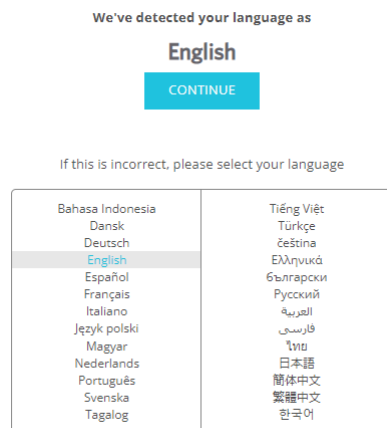 We've detected your language as
English
CONTINUE
If this is incorrect, please select your language
Bahasa Indonesia
Dansk
Deutsch
English
Español
Français
Italiano
Język polski
Magyar
Nederlands
Português
Svenska
Tagalog
Tiếng Việt
Türkçe
čeština
Ελληνικά
български
Русский
العربية
فارسی
ไทย
日本語
简体中文
繁體中文
한국어